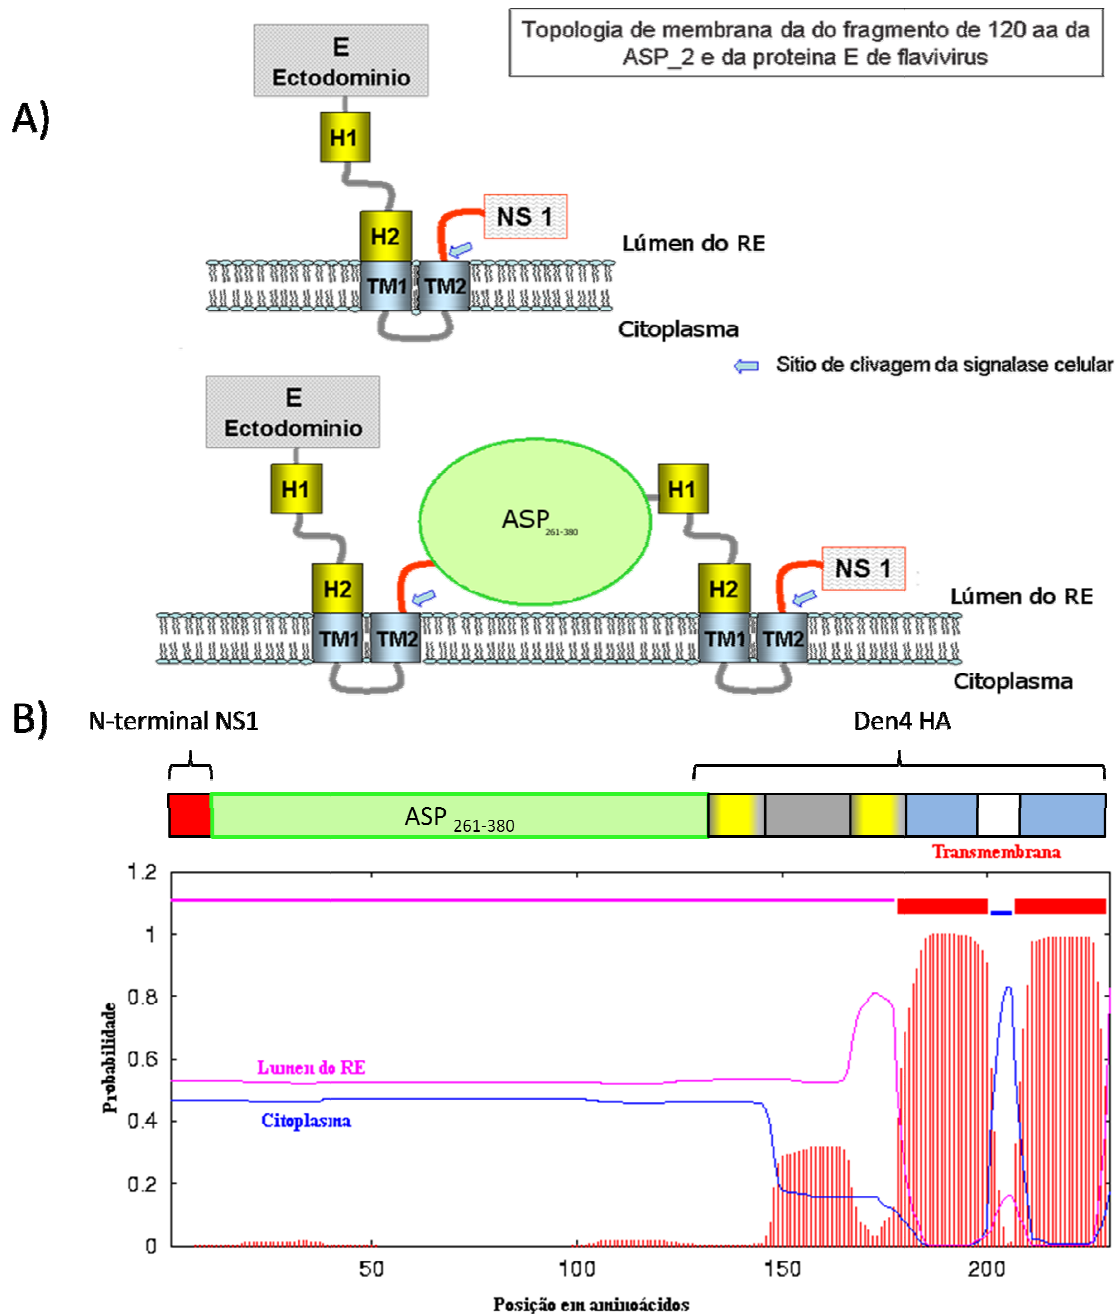 Topologia de membrana da do fragmento de 120 aa da
ASP_2 e da proteina E de flavivirus
A)
E
Ectodominio
H1
NS 1
H2
Lúmen do RE
TM1
TM2
Citoplasma
Sitio de clivagem da signalase celular
E
Ectodominio
H1
ASP 261-380
H1
H2
H2
NS 1
Lúmen do RE
TM1
TM2
TM1
TM2
Citoplasma
B)
N-terminal NS1
Den4 HA
ASP 261-380
Transmembrana
1.2
1
0.8
0.6
0.4
0.2
0
Probabilidade
Lumen do RE
Citoplasma
50
100
150
200
Posição em aminoácidos